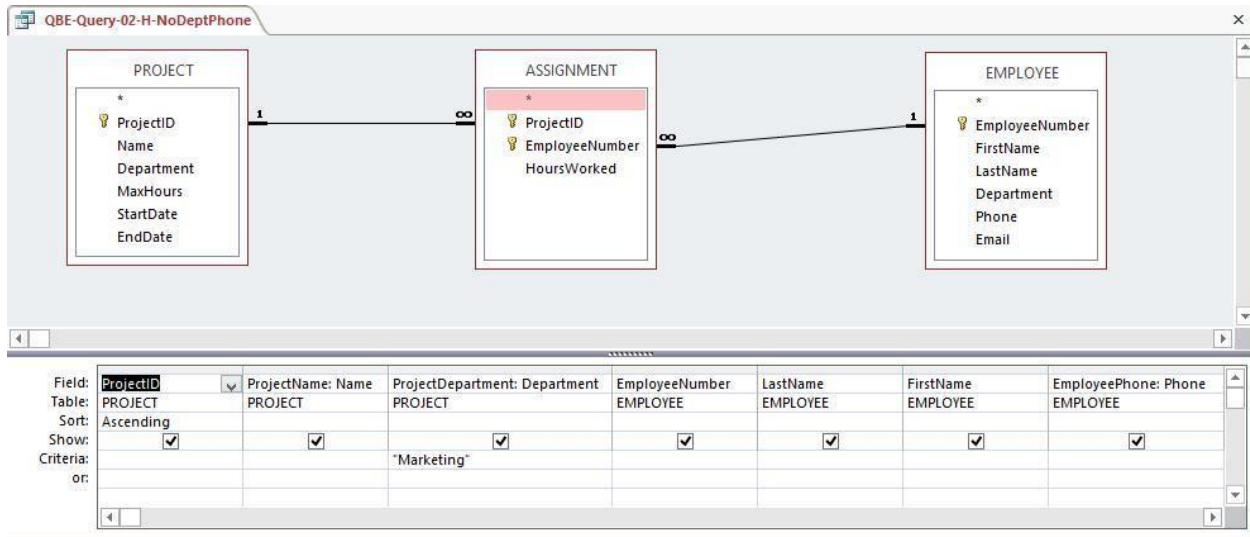 QBE-Query-02-H-NoDeptPhone
PROJECT
*
ProjectID
Name
Department
MaxHours
StartDate
EndDate
1
∞
ASSIGNMENT
*
ProjectID
EmployeeNumber
HoursWorked
∞
1
EMPLOYEE
*
EmployeeNumber
FirstName
LastName
Department
Phone
Email
Field: ProjectID ProjectName: Name ProjectDepartment: Department EmployeeNumber LastName FirstName EmployeePhone: Phone
Table: PROJECT PROJECT PROJECT EMPLOYEE EMPLOYEE EMPLOYEE EMPLOYEE
Sort: Ascending
Show:
Criteria: "Marketing"
or: